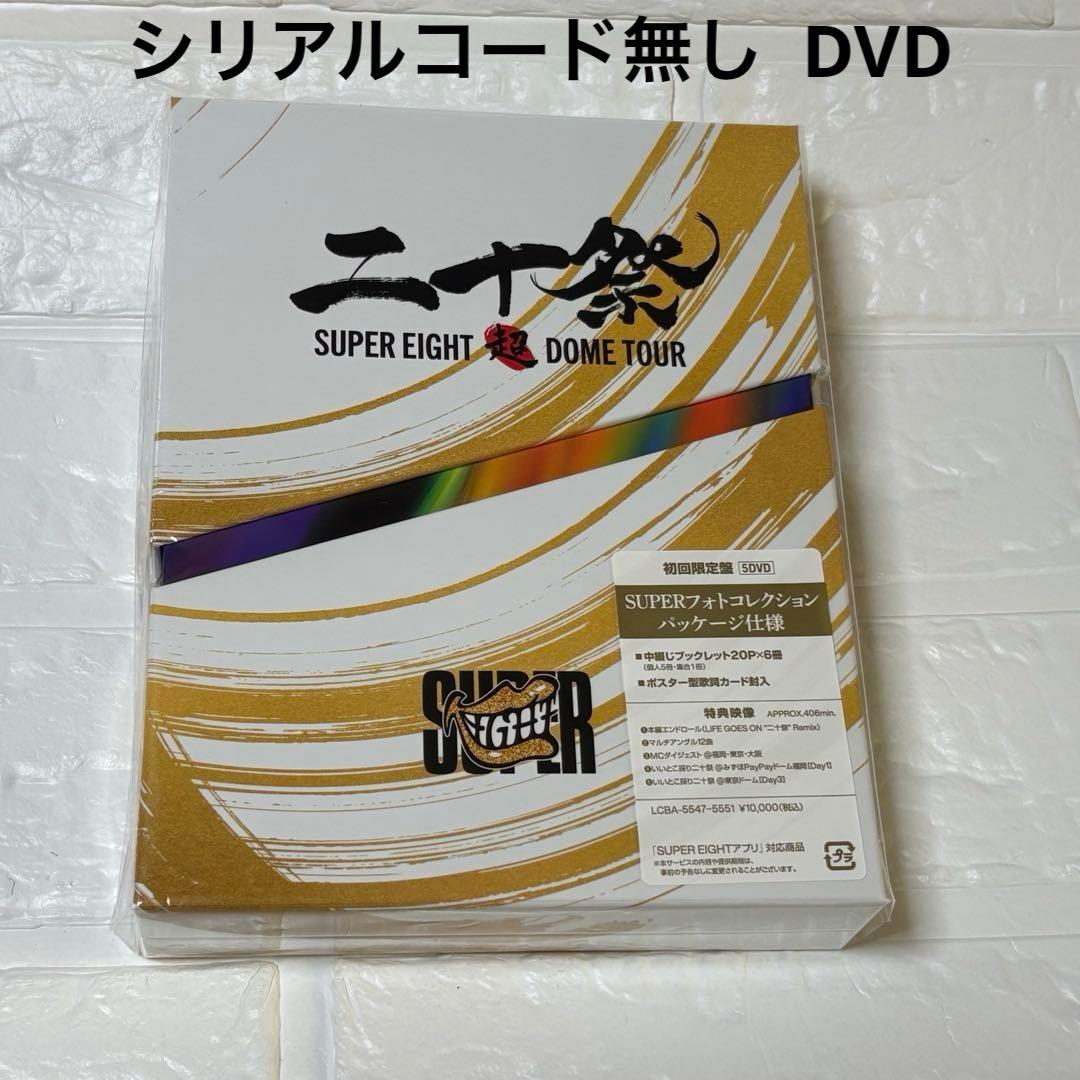 シリアルコード無し DVD
二十祭
SUPER EIGHT 超 DOME TOUR
SUPER
EIGHT
初回限定盤 5DVD
SUPERフォトコレクション
パッケージ仕様
■中綴じブックレット20P×6冊
(個人5冊・集合1冊)
■ポスター型歌詞カード封入
特典映像 APPROX.406min.
❶本編エンドロール(LIFE GOES ON "二十祭" Remix)
❷マルチアングル12曲
❸MCダイジェスト @福岡・東京・大阪
❹いいとこ採り二十祭 @みずほPayPayドーム福岡[Day1]
❺いいとこ採り二十祭 @東京ドーム[Day3]
LCBA-5547-5551 ¥10,000(税込)
「SUPER EIGHTアプリ」対応商品
※本サービスの内容や提供期間は、
事前の予告なしに変更されることがございます。
プラ